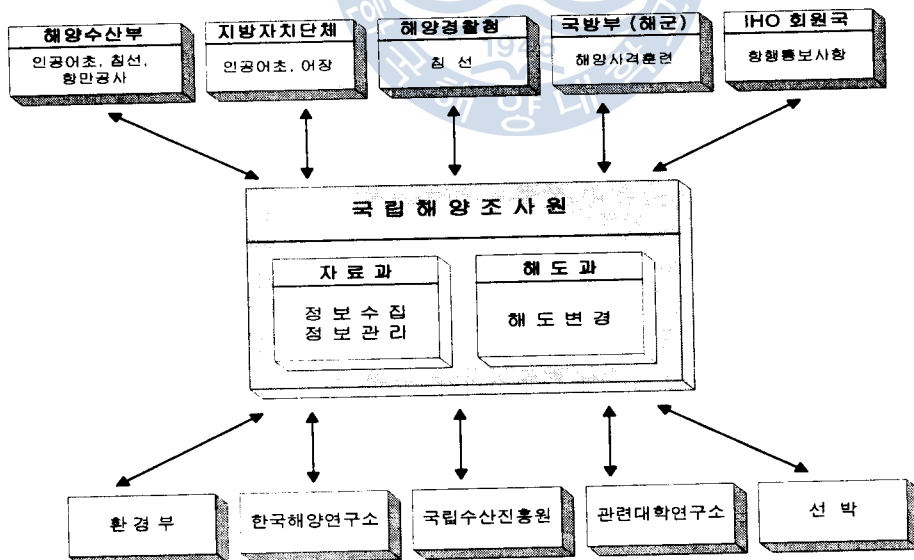 해양수산부
인공어초, 침선,
항만공사
지방자치단체
인공어초, 어장
해양경찰청
침 선
국방부 (해군)
해양사격훈련
IHO 회원국
항행통보사항
국 립 해 양 조 사 원
자 료 과
정 보 수 집
정 보 관 리
해 도 과
해 도 변 경
환 경 부
한국해양연구소
국립수산진흥원
관련대학연구소
선 박